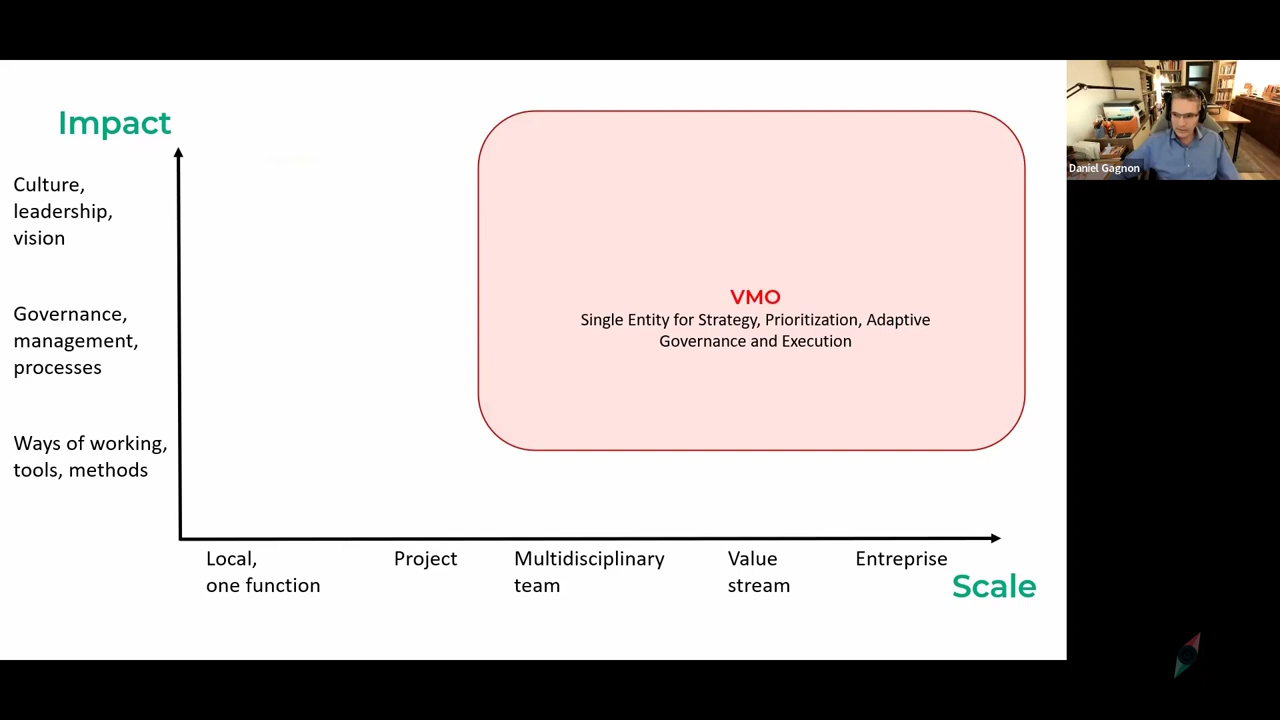 Impact
Culture,
leadership,
vision
Governance,
management,
processes
Ways of working,
tools, methods
VMO
Single Entity for Strategy, Prioritization, Adaptive
Governance and Execution
Local,
one function
Project
Multidisciplinary
team
Value
stream
Entreprise
Scale
Daniel Gagnon